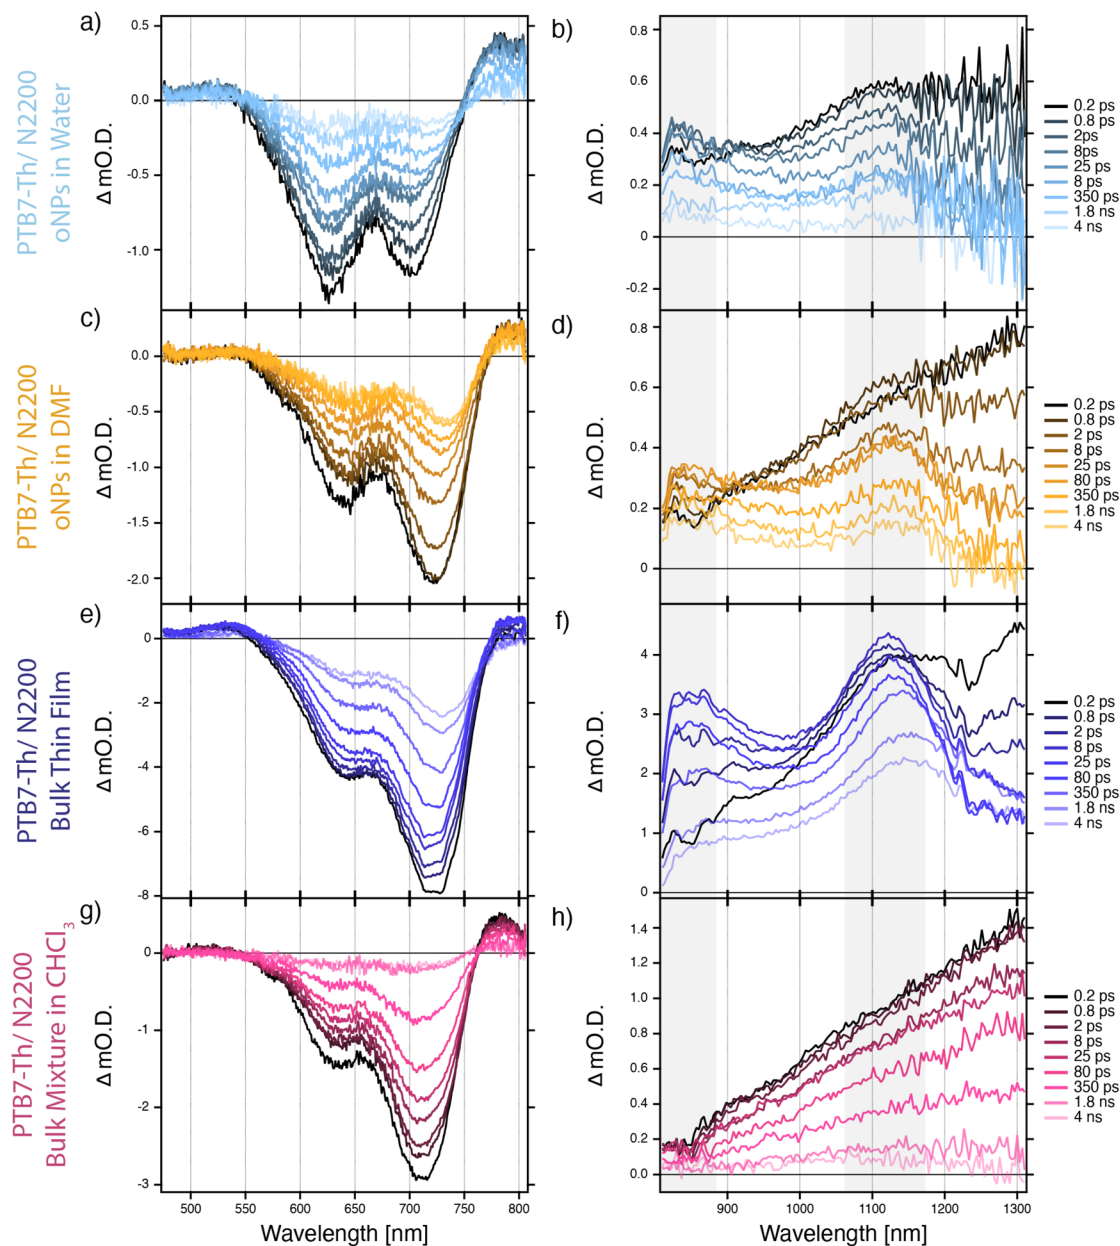 a)
b)
PTB7-Th/ N2200
oNPs in Water
Δ mO.D.
0.5
0.0
-0.5
-1.0
Δ mO.D.
0.8
0.6
0.4
0.2
0
-0.2
0.2 ps
0.8 ps
2ps
8ps
25 ps
8 ps
350 ps
1.8 ns
4 ns
c)
d)
PTB7-Th/ N2200
oNPs in DMF
Δ mO.D.
0.0
-0.5
-1.0
-1.5
-2.0
Δ mO.D.
0.8
0.6
0.4
0.2
0
0.2 ps
0.8 ps
2 ps
8 ps
25 ps
80 ps
350 ps
1.8 ns
4 ns
e)
f)
PTB7-Th/ N2200
Bulk Thin Film
Δ mO.D.
0
-2
-4
-6
-8
Δ mO.D.
4
3
2
1
0
0.2 ps
0.8 ps
2 ps
8 ps
25 ps
80 ps
350 ps
1.8 ns
4 ns
g)
h)
PTB7-Th/ N2200
Bulk Mixture in CHCl₃
Δ mO.D.
0
-1
-2
-3
Δ mO.D.
1.4
1.2
1.0
0.8
0.6
0.4
0.2
0.0
0.2 ps
0.8 ps
2 ps
8 ps
25 ps
80 ps
350 ps
1.8 ns
4 ns
500 550 600 650 700 750 800
Wavelength [nm]
900 1000 1100 1200 1300
Wavelength [nm]